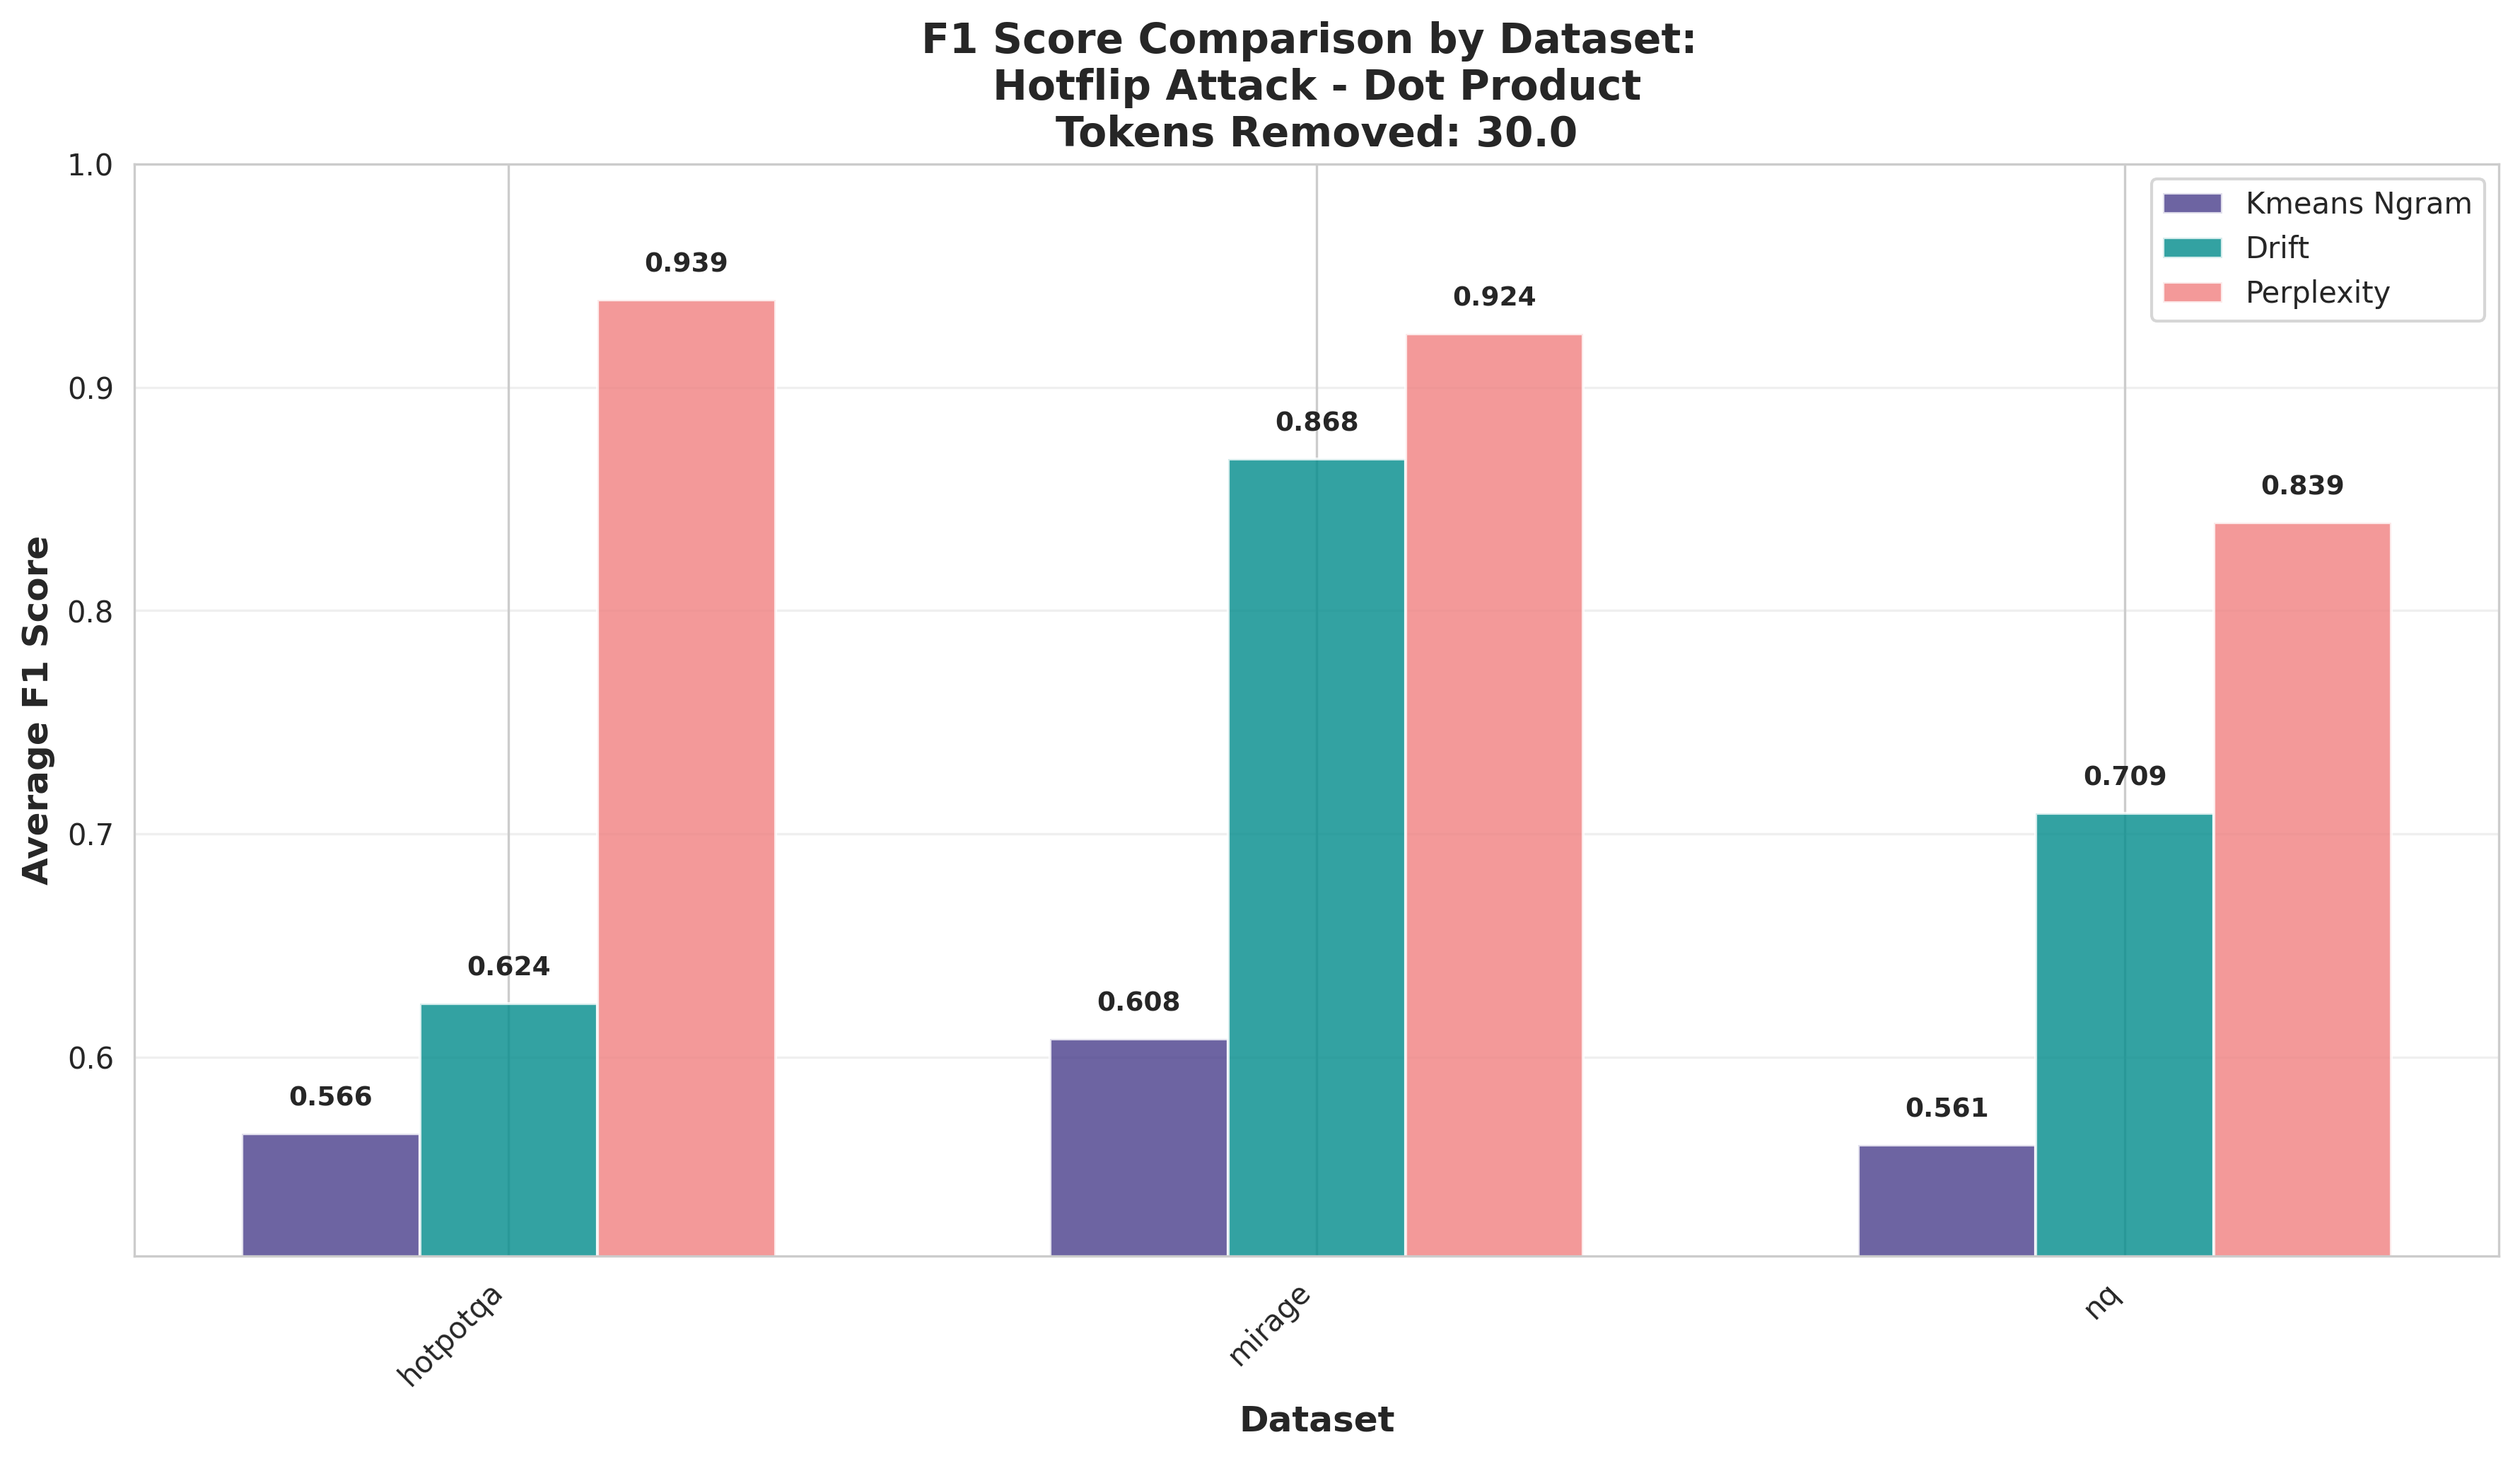 F1 Score Comparison by Dataset:
Hotflip Attack - Dot Product
Tokens Removed: 30.0
1.0
0.9
0.8
0.7
0.6
Average F1 Score
Kmeans Ngram
Drift
Perplexity
0.566
0.624
0.939
0.608
0.868
0.924
0.561
0.709
0.839
hotpotqa
mirage
nq
Dataset